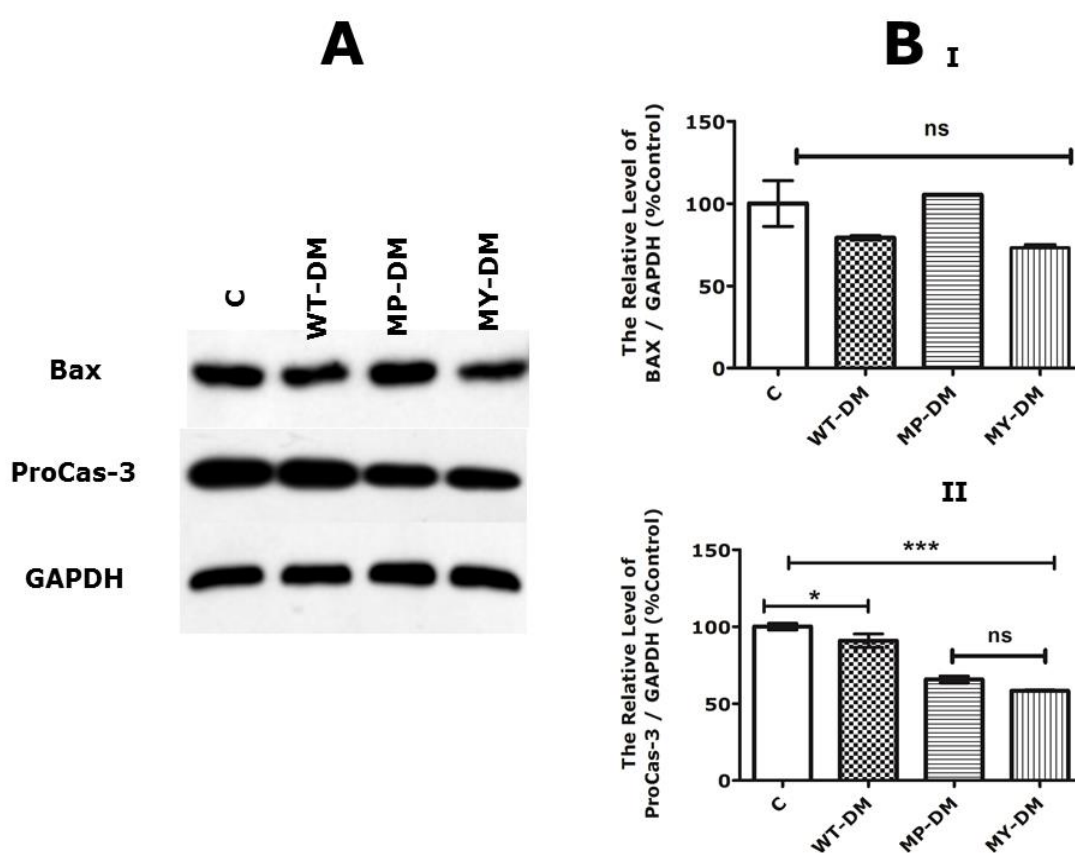 A
C
WT-DM
MP-DM
MY-DM
Bax
ProCas-3
GAPDH
B I
The Relative Level of
BAX / GAPDH (%Control)
150
100
50
0
ns
C
WT-DM
MP-DM
MY-DM
II
The Relative Level of
ProCas-3 / GAPDH (%Control)
150
100
50
0
***
*
ns
C
WT-DM
MP-DM
MY-DM